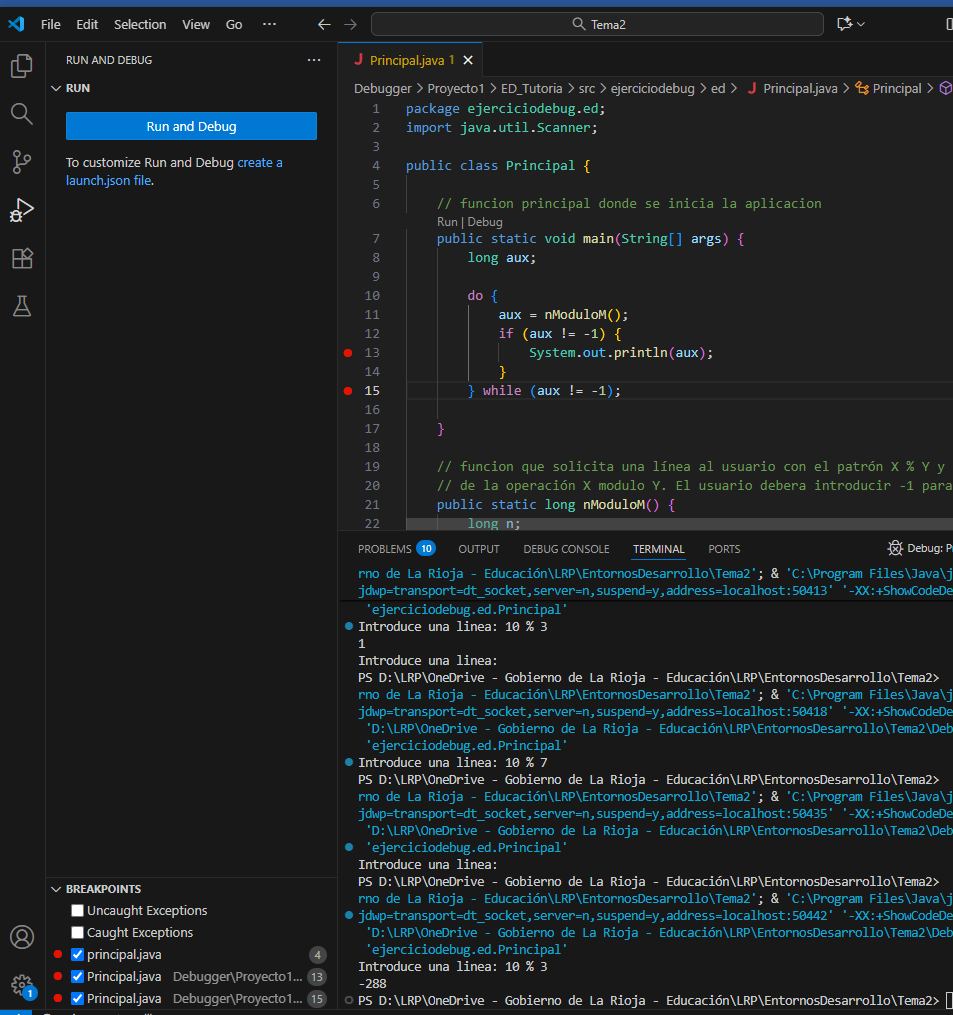 File Edit Selection View Go ··· Tema2
RUN AND DEBUG ···
RUN
Run and Debug
To customize Run and Debug create a
launch.json file.
BREAKPOINTS
Uncaught Exceptions
Caught Exceptions
principal.java 4
Principal.java Debugger\Proyecto1... 13
Principal.java Debugger\Proyecto1... 15
1
J Principal.java 1 ×
Debugger > Proyecto1 > ED_Tutoria > src > ejerciciodebug > ed > J Principal.java > Principal >
1 package ejerciciodebug.ed;
2 import java.util.Scanner;
3
4 public class Principal {
5
6 // funcion principal donde se inicia la aplicacion
Run | Debug
7 public static void main(String[] args) {
8 long aux;
9
10 do {
11 aux = nModuloM();
12 if (aux != -1) {
13 System.out.println(aux);
14 }
15 } while (aux != -1);
16
17 }
18
19 // funcion que solicita una línea al usuario con el patrón X % Y y
20 // de la operación X modulo Y. El usuario debera introducir -1 para
21 public static long nModuloM() {
22 long n;
PROBLEMS 10 OUTPUT DEBUG CONSOLE TERMINAL PORTS Debug: P
rno de La Rioja - Educación\LRP\EntornosDesarrollo\Tema2'; & 'C:\Program Files\Java\j
jdwp=transport=dt_socket,server=n,suspend=y,address=localhost:50413' '-XX:+ShowCodeDe
'ejerciciodebug.ed.Principal'
Introduce una linea: 10 % 3
1
Introduce una linea:
PS D:\LRP\OneDrive - Gobierno de La Rioja - Educación\LRP\EntornosDesarrollo\Tema2>
rno de La Rioja - Educación\LRP\EntornosDesarrollo\Tema2'; & 'C:\Program Files\Java\j
jdwp=transport=dt_socket,server=n,suspend=y,address=localhost:50418' '-XX:+ShowCodeDe
'D:\LRP\OneDrive - Gobierno de La Rioja - Educación\LRP\EntornosDesarrollo\Tema2\Deb
'ejerciciodebug.ed.Principal'
Introduce una linea: 10 % 7
PS D:\LRP\OneDrive - Gobierno de La Rioja - Educación\LRP\EntornosDesarrollo\Tema2>
rno de La Rioja - Educación\LRP\EntornosDesarrollo\Tema2'; & 'C:\Program Files\Java\j
jdwp=transport=dt_socket,server=n,suspend=y,address=localhost:50435' '-XX:+ShowCodeDe
'D:\LRP\OneDrive - Gobierno de La Rioja - Educación\LRP\EntornosDesarrollo\Tema2\Deb
'ejerciciodebug.ed.Principal'
Introduce una linea:
PS D:\LRP\OneDrive - Gobierno de La Rioja - Educación\LRP\EntornosDesarrollo\Tema2>
rno de La Rioja - Educación\LRP\EntornosDesarrollo\Tema2'; & 'C:\Program Files\Java\j
jdwp=transport=dt_socket,server=n,suspend=y,address=localhost:50442' '-XX:+ShowCodeDe
'D:\LRP\OneDrive - Gobierno de La Rioja - Educación\LRP\EntornosDesarrollo\Tema2\Deb
'ejerciciodebug.ed.Principal'
Introduce una linea: 10 % 3
-288
PS D:\LRP\OneDrive - Gobierno de La Rioja - Educación\LRP\EntornosDesarrollo\Tema2>